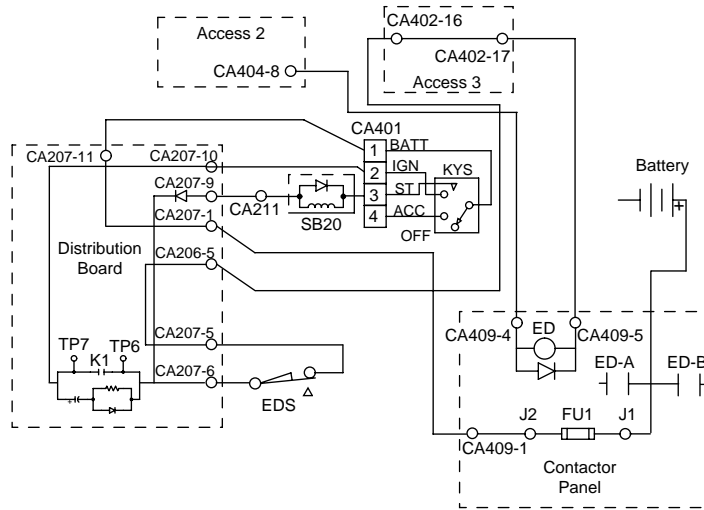 CA402-16
Access 2
CA402-17
CA404-8
Access 3
CA401
BATT
1
CA207-11
CA207-10
IGN
KYS
Battery
2
CA207-9
ST
3
+
CA211
ACC
4
CA207-1
SB20
OFF
Distribution
Board
CA206-5
CA207-5
CA409-4
ED
CA409-5
TP7
TP6
K1
CA207-6
ED-A
ED-B
+
EDS
J2
FU1
J1
CA409-1
Contactor
Panel